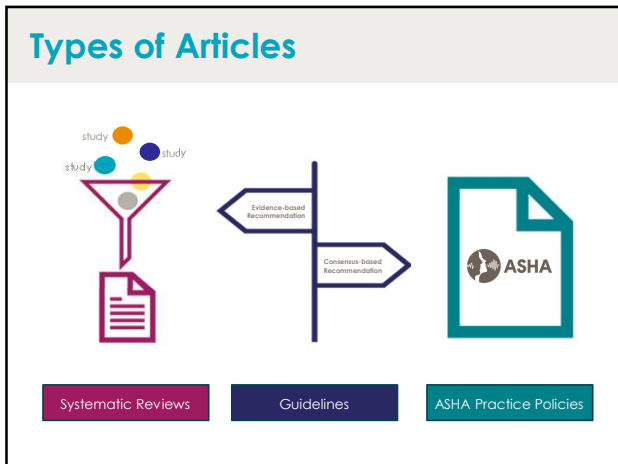 Types of Articles
study
study
study
Evidence-based
Recommendation
Consensus-based
Recommendation
ASHA
Systematic Reviews
Guidelines
ASHA Practice Policies